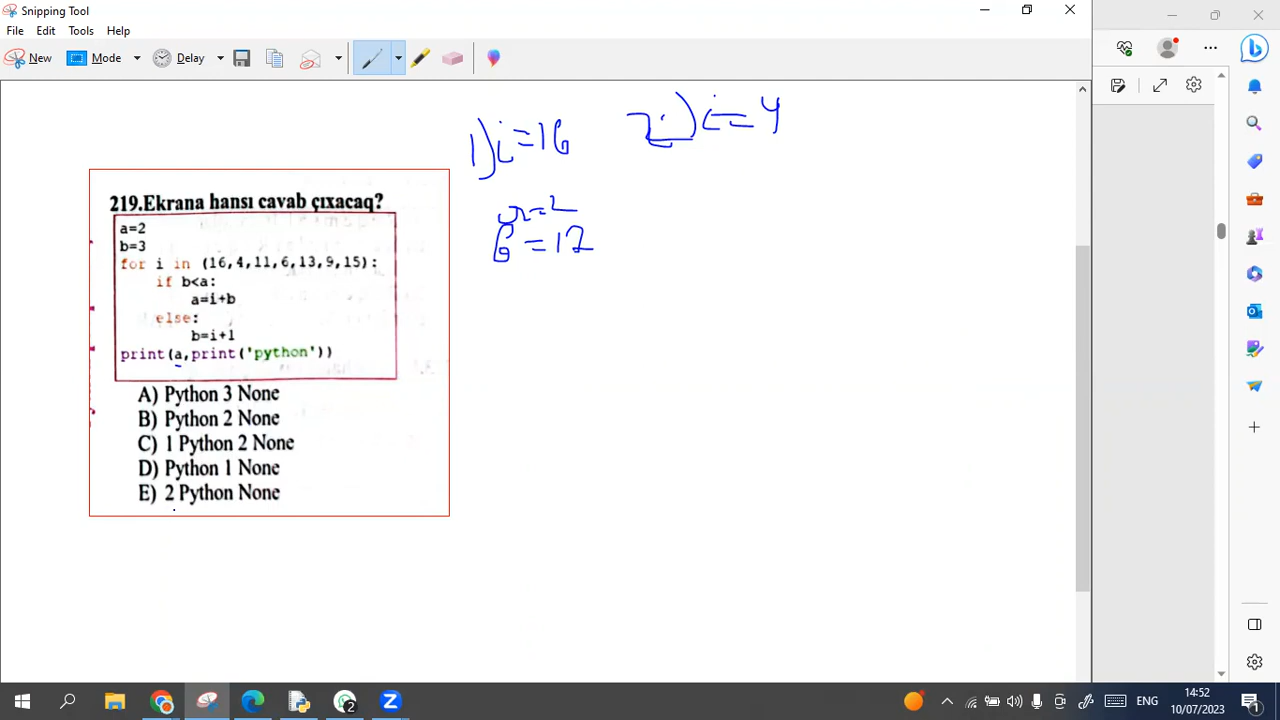 Snipping Tool
File Edit Tools Help
New Mode Delay
1) i=16 2) i=4
219.Ekrana hansı cavab çıxacaq?
a=2
b=3
for i in (16,4,11,6,13,9,15):
if b<a:
a=i+b
else:
b=i+1
print(a,print('python'))
=2
=12
A) Python 3 None
B) Python 2 None
C) 1 Python 2 None
D) Python 1 None
E) 2 Python None
ENG
14:52
10/07/2023